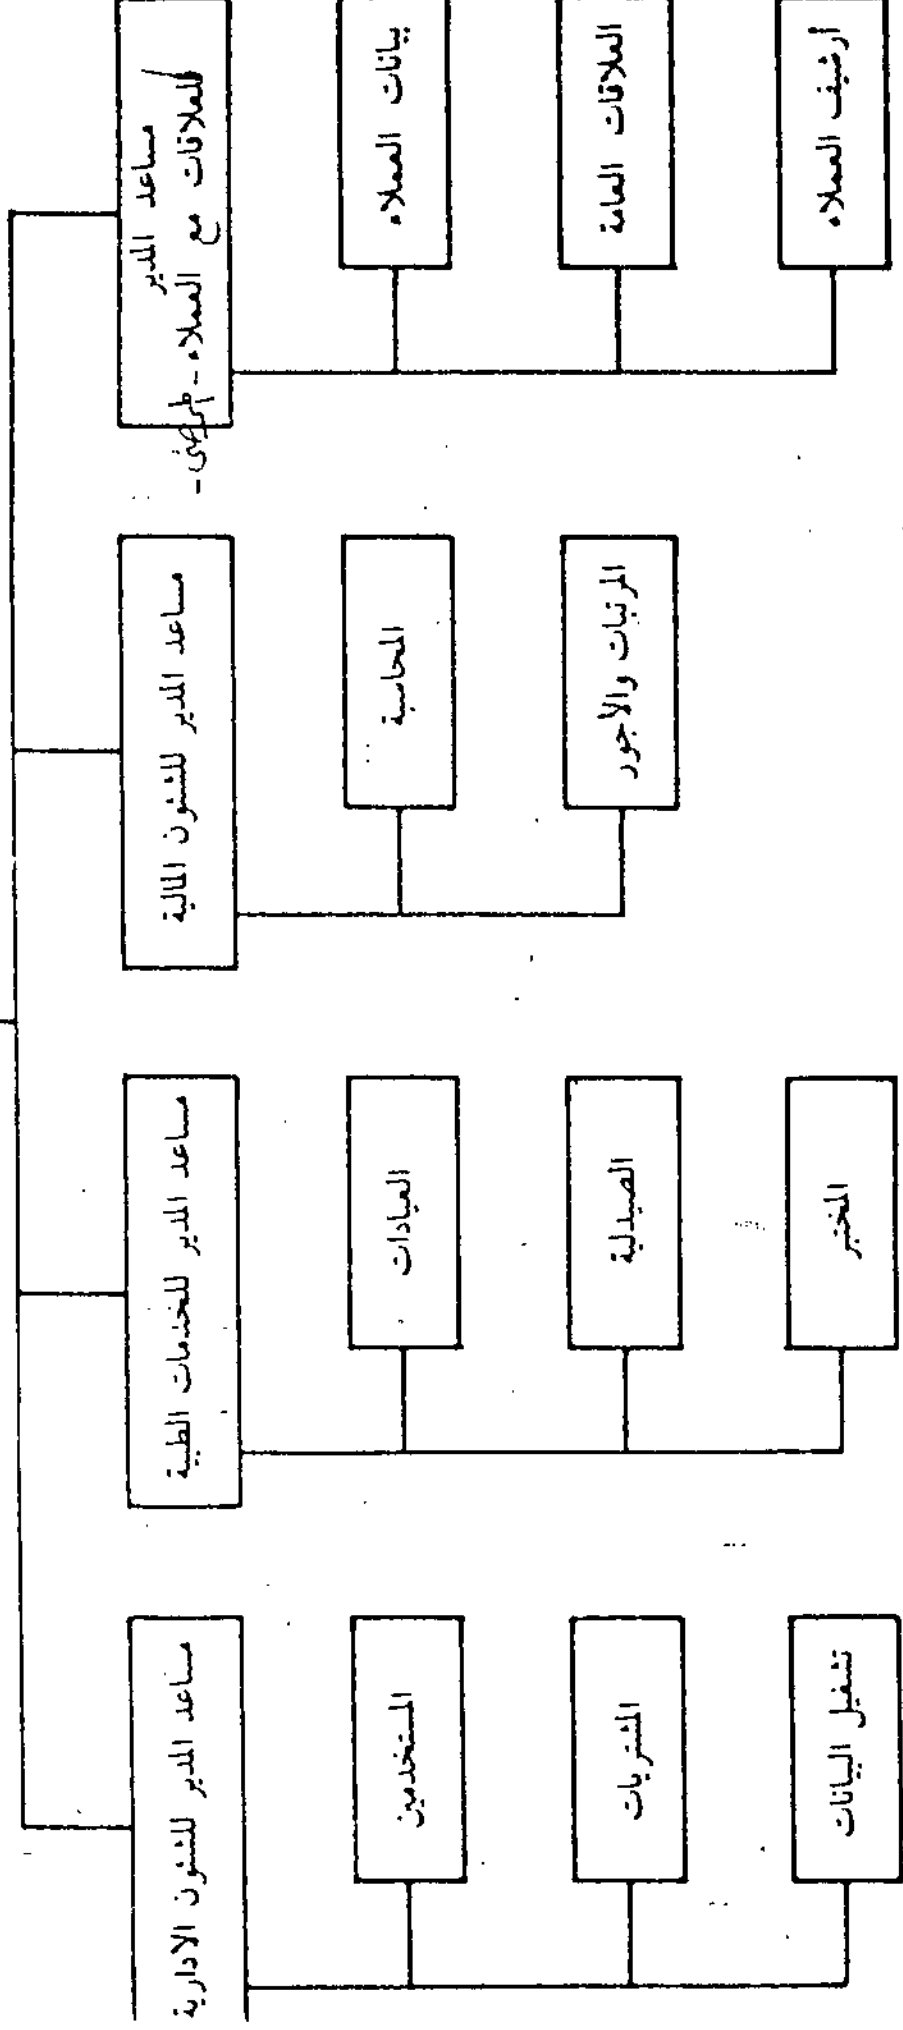 مساعد المدير
للعلاقات مع العملاء -
بيانات العملاء
العلاقات العامة
أرشيف العملاء
مساعد المدير للشئون المالية
المحاسبة
المرتبات والأجور
مساعد المدير للخدمات الطبية
العيادات
الصيدلية
المختبر
مساعد المدير للشئون الادارية
المستخدمين
المشتريات
تشغيل البيانات